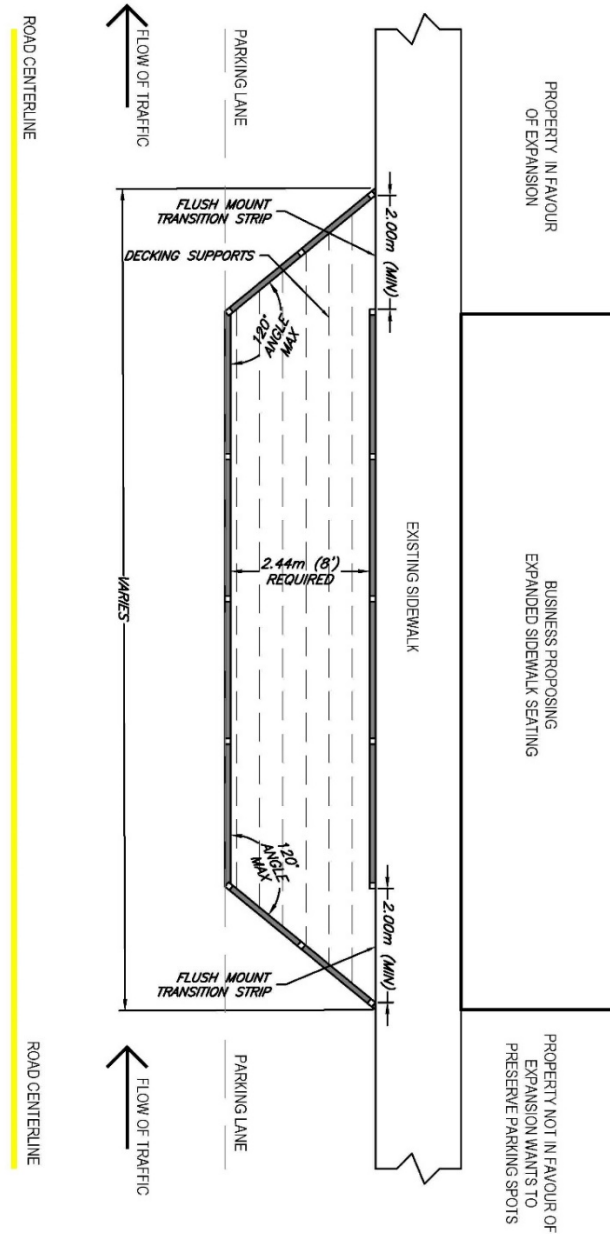 PROPERTY IN FAVOUR
OF EXPANSION
BUSINESS PROPOSING
EXPANDED SIDEWALK SEATING
PROPERTY NOT IN FAVOUR OF
EXPANSION WANTS TO
PRESERVE PARKING SPOTS
EXISTING SIDEWALK
2.00m (MIN)
2.00m (MIN)
FLUSH MOUNT
TRANSITION STRIP
DECKING SUPPORTS
120°
ANGLE
MAX
2.44m (8')
REQUIRED
120°
ANGLE
MAX
FLUSH MOUNT
TRANSITION STRIP
PARKING LANE
PARKING LANE
VARIES
FLOW OF TRAFFIC
FLOW OF TRAFFIC
ROAD CENTERLINE
ROAD CENTERLINE